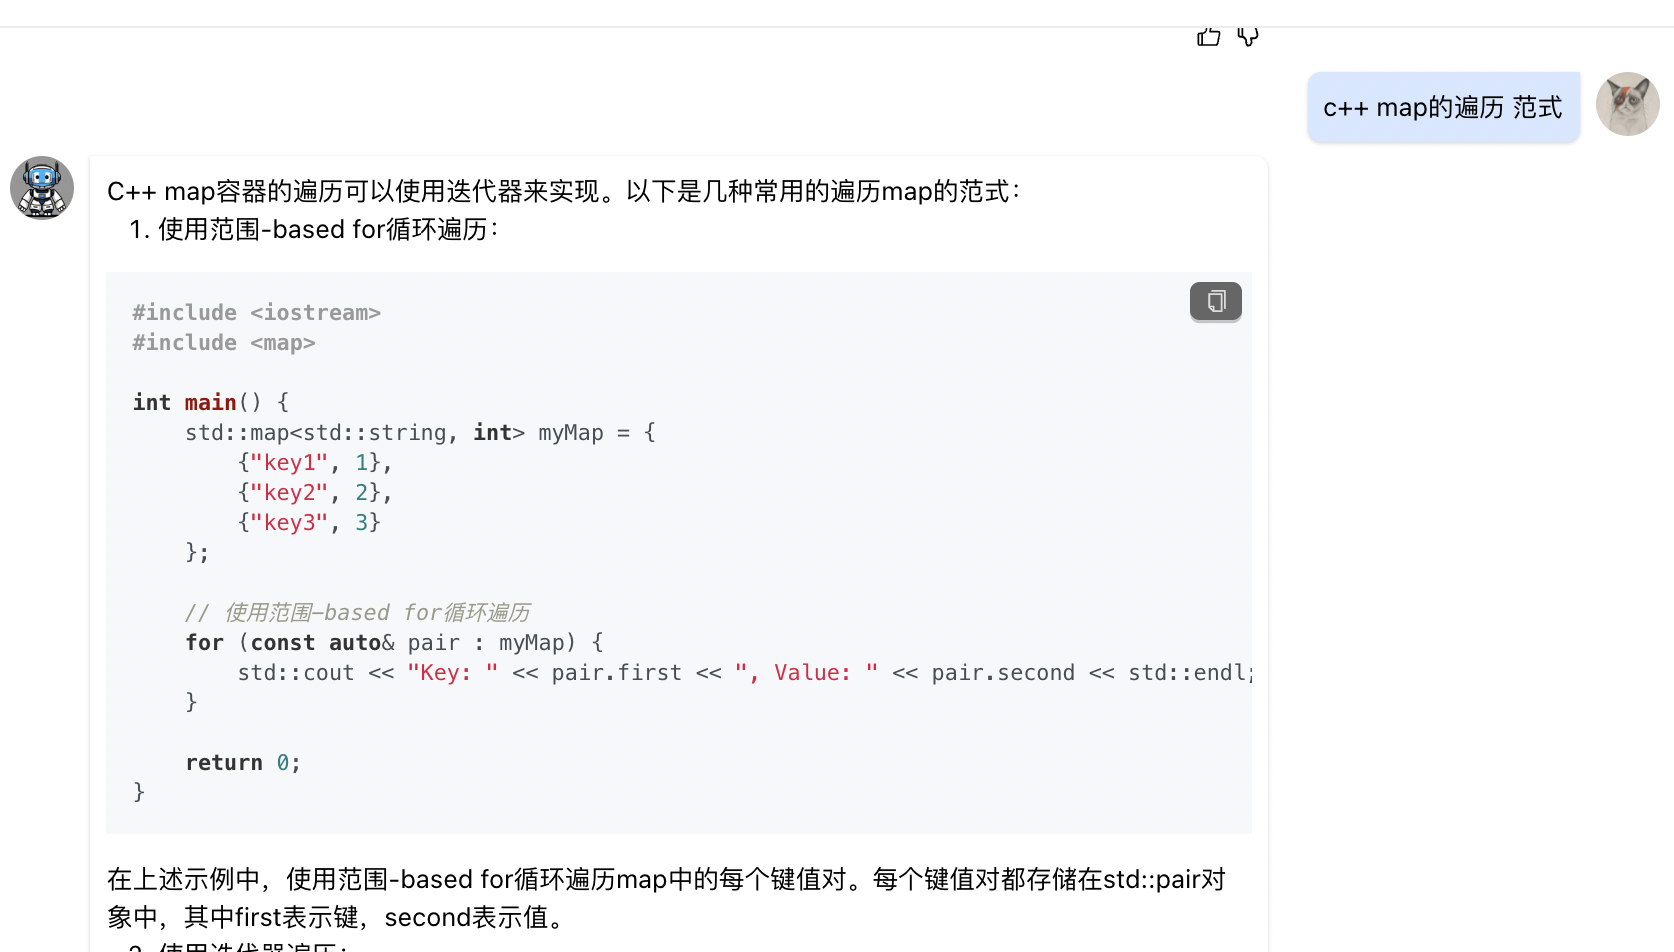 c++ map的遍历 范式
C++ map容器的遍历可以使用迭代器来实现。以下是几种常用的遍历map的范式：
1. 使用范围-based for循环遍历：
#include <iostream>
#include <map>
int main() {
    std::map<std::string, int> myMap = {
        {"key1", 1},
        {"key2", 2},
        {"key3", 3}
    };
    // 使用范围-based for循环遍历
    for (const auto& pair : myMap) {
        std::cout << "Key: " << pair.first << ", Value: " << pair.second << std::endl;
    }
    return 0;
}
在上述示例中，使用范围-based for循环遍历map中的每个键值对。每个键值对都存储在std::pair对
象中，其中first表示键，second表示值。
2. 使用迭代器遍历：